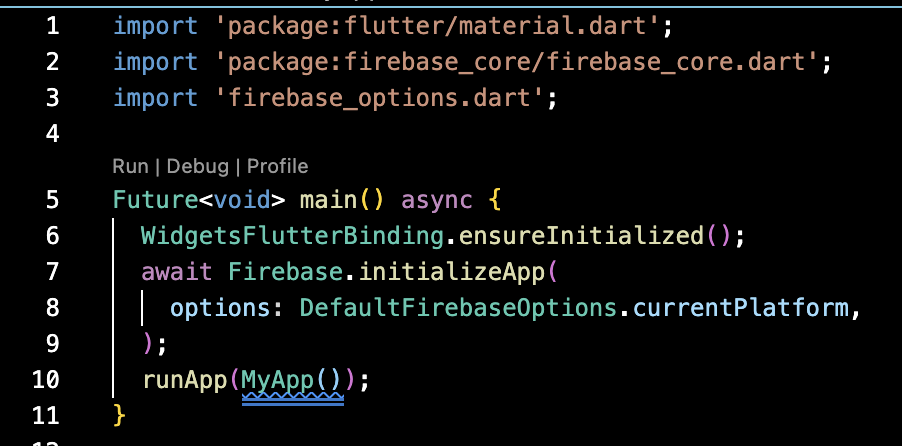 1 import 'package:flutter/material.dart';
2 import 'package:firebase_core/firebase_core.dart';
3 import 'firebase_options.dart';
4
Run | Debug | Profile
5 Future<void> main() async {
6 WidgetsFlutterBinding.ensureInitialized();
7 await Firebase.initializeApp(
8 options: DefaultFirebaseOptions.currentPlatform,
9 );
10 runApp(MyApp());
11 }